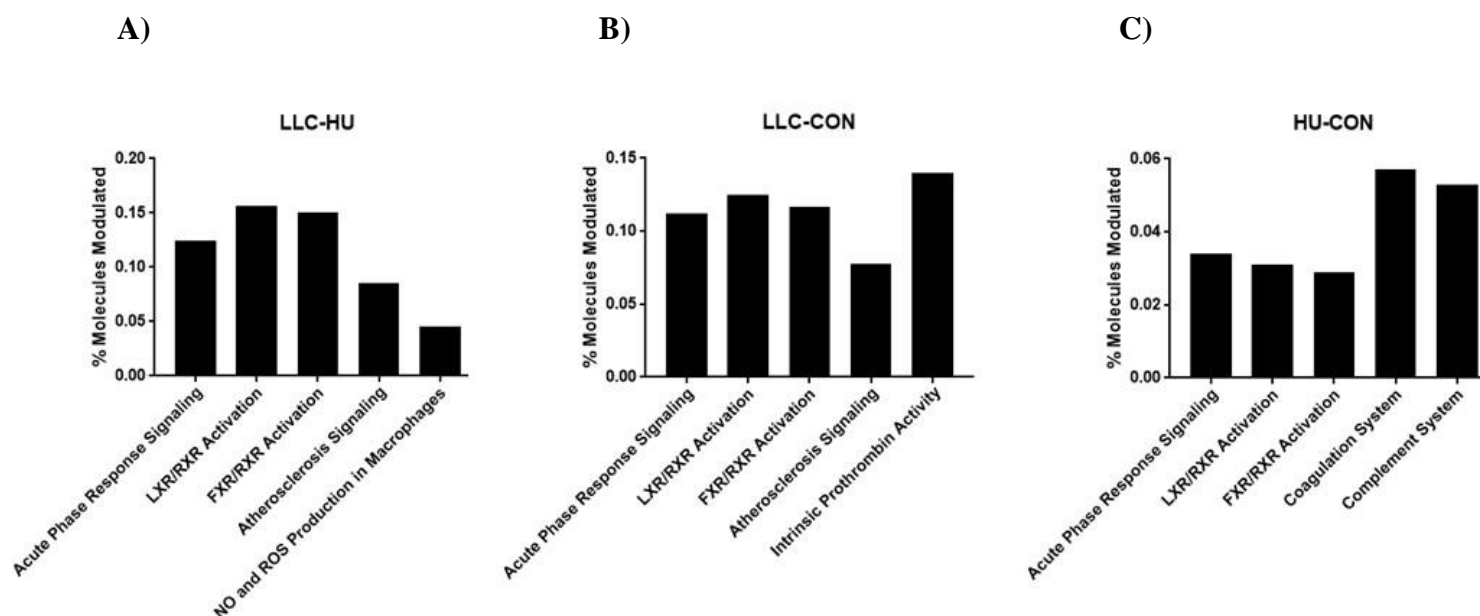 A)
B)
C)
LLC-HU
% Molecules Modulated
0.20
0.15
0.10
0.05
0.00
Acute Phase Response Signaling
LXR/RXR Activation
FXR/RXR Activation
Atherosclerosis Signaling
NO and ROS Production in Macrophages
LLC-CON
% Molecules Modulated
0.15
0.10
0.05
0.00
Acute Phase Response Signaling
LXR/RXR Activation
FXR/RXR Activation
Atherosclerosis Signaling
Intrinsic Prothrombin Activity
HU-CON
% Molecules Modulated
0.06
0.04
0.02
0.00
Acute Phase Response Signaling
LXR/RXR Activation
FXR/RXR Activation
Coagulation System
Complement System